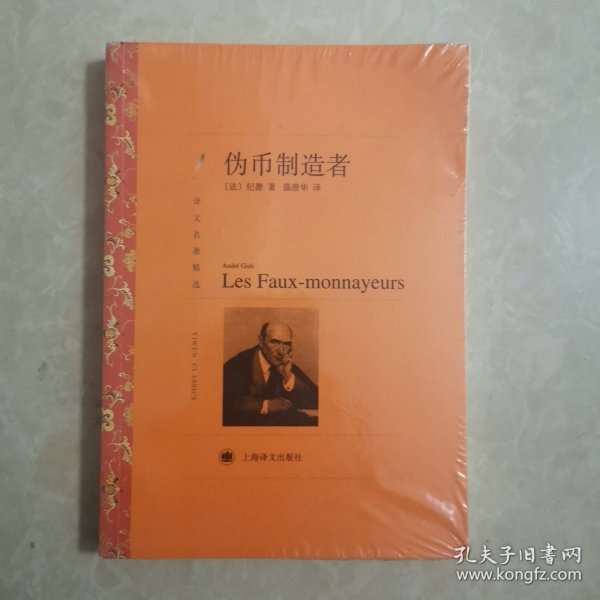 伪币制造者
〔法〕纪德 著 盛澄华 译
译文名著精选
André Gide
Les Faux-monnayeurs
YIWEN CLASSICS
上海译文出版社
孔夫子旧书网
www.kongfz.com